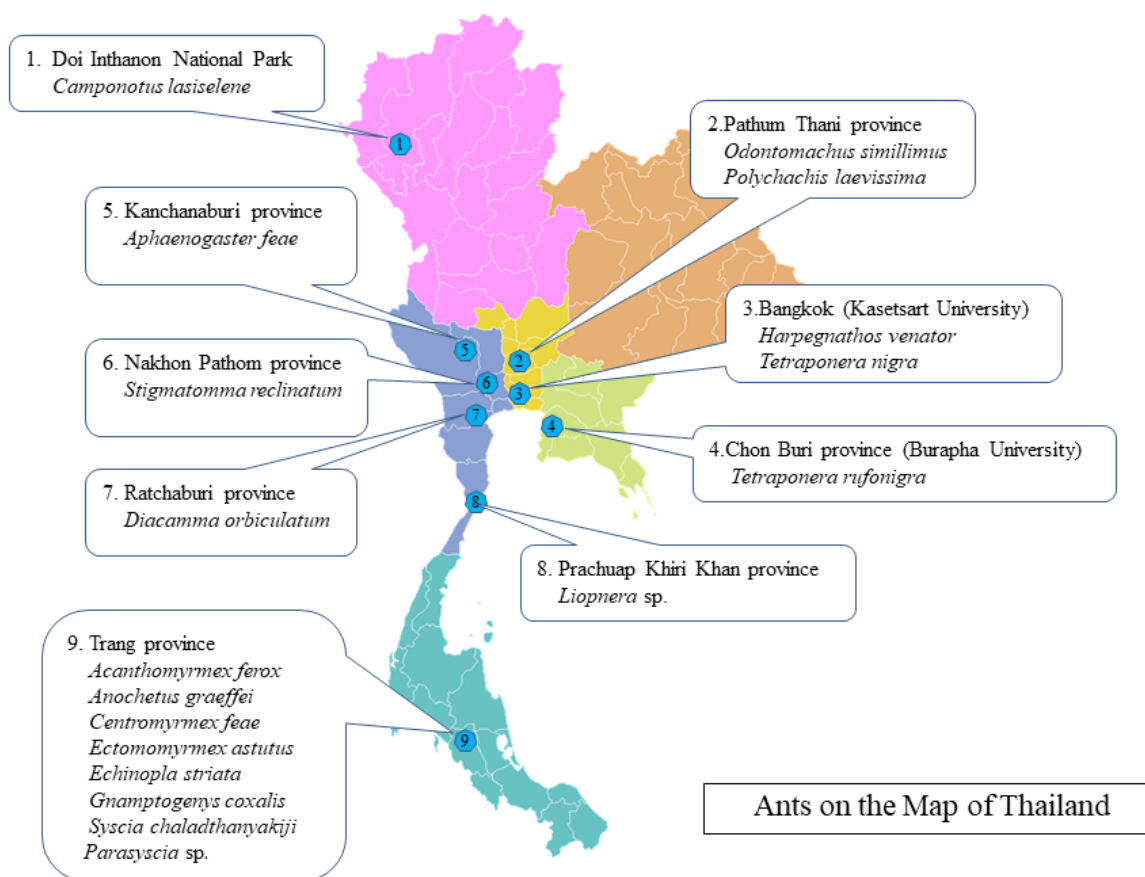 1. Doi Inthanon National Park
Camponotus lasiselene
2.Pathum Thani province
Odontomachus simillimus
Polychachis laevissima
5. Kanchanaburi province
Aphaenogaster feae
3.Bangkok (Kasetsart University)
Harpegnathos venator
Tetraponera nigra
6. Nakhon Pathom province
Stigmatomma reclinatum
4.Chon Buri province (Burapha University)
Tetraponera rufonigra
7. Ratchaburi province
Diacamma orbiculatum
8. Prachuap Khiri Khan province
Liopnera sp.
9. Trang province
Acanthomyrmex ferox
Anochetus graeffei
Centromyrmex feae
Ectomomyrmex astutus
Echinopla striata
Gnamptogenys coxalis
Syscia chaladthanyakiji
Parasyscia sp.
1
5
2
6
3
7
4
8
9
Ants on the Map of Thailand